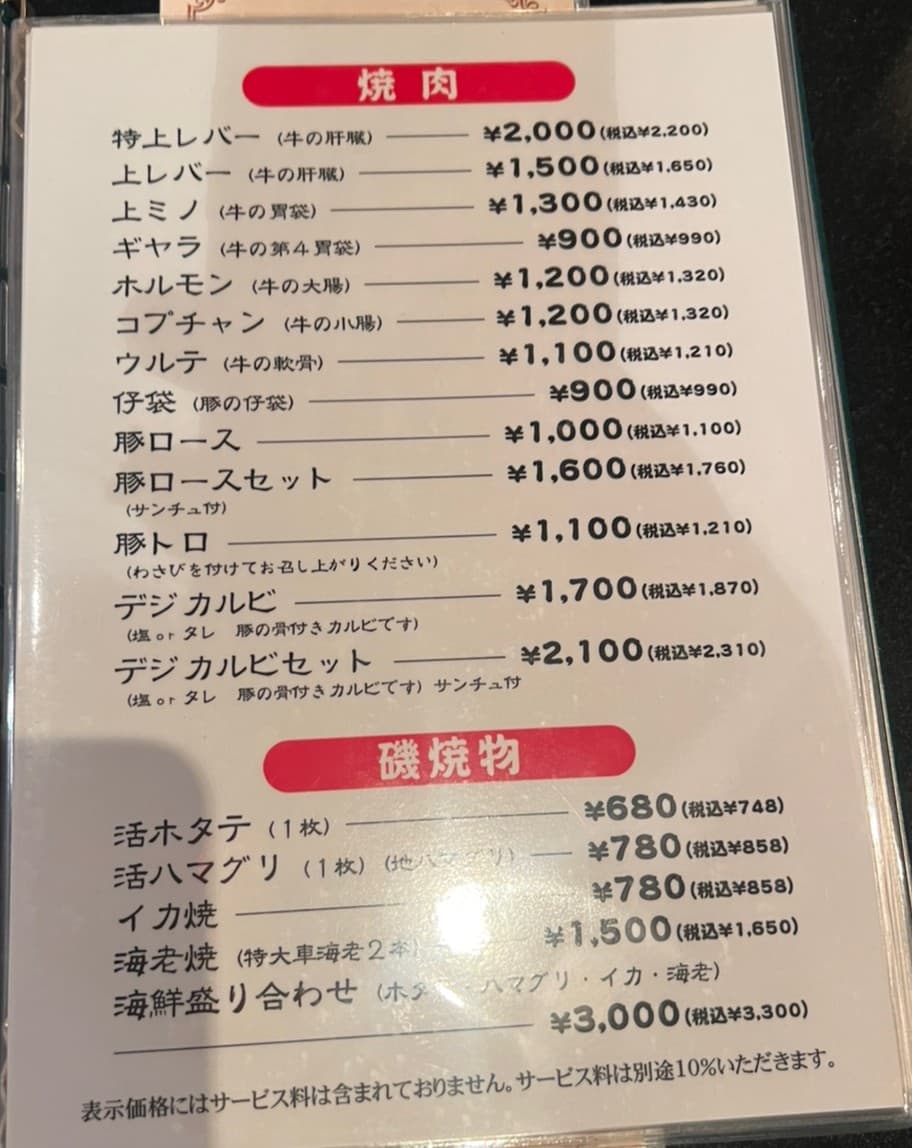 焼肉
特上レバー (牛の肝臓) ¥2,000(税込¥2,200)
上レバー (牛の肝臓) ¥1,500(税込¥1,650)
上ミノ (牛の胃袋) ¥1,300(税込¥1,430)
ギヤラ (牛の第4胃袋) ¥900(税込¥990)
ホルモン (牛の大腸) ¥1,200(税込¥1,320)
コプチャン (牛の小腸) ¥1,200(税込¥1,320)
ウルテ (牛の軟骨) ¥1,100(税込¥1,210)
仔袋 (豚の仔袋) ¥900(税込¥990)
豚ロース ¥1,000(税込¥1,100)
豚ロースセット ¥1,600(税込¥1,760)
(サンチュ付)
豚トロ ¥1,100(税込¥1,210)
(わさびを付けてお召し上がりください)
デジカルビ ¥1,700(税込¥1,870)
(塩or タレ 豚の骨付きカルビです)
デジカルビセット ¥2,100(税込¥2,310)
(塩or タレ 豚の骨付きカルビです) サンチュ付
磯焼物
活ホタテ (1枚) ¥680(税込¥748)
活ハマグリ (1枚) (地ハマグリ) ¥780(税込¥858)
イカ焼 ¥780(税込¥858)
海老焼 (特大車海老2本) ¥1,500(税込¥1,650)
海鮮盛り合わせ (ホタ・ハマグリ・イカ・海老)
¥3,000(税込¥3,300)
表示価格にはサービス料は含まれておりません。サービス料は別途10%いただきます。